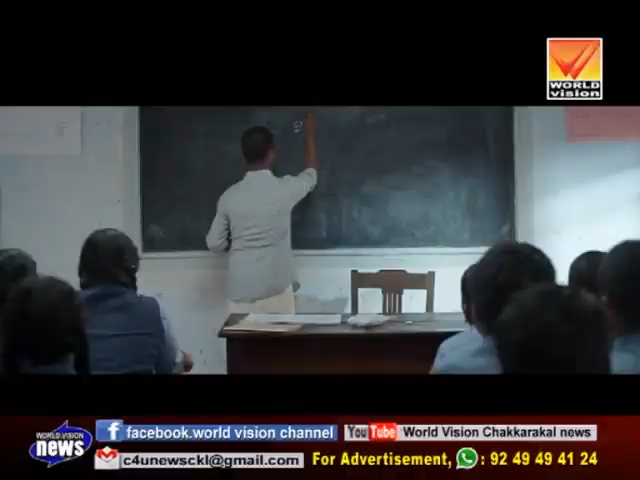 WORLD
vision
WORLD VISION
news
facebook.world vision channel
YouTube World Vision Chakkarakal news
c4unewsckl@gmail.com
For Advertisement, : 92 49 49 41 24